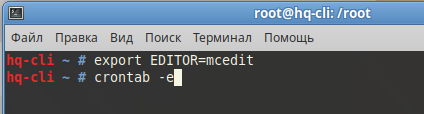 root@hq-cli: /root
Файл Правка Вид Поиск Терминал Помощь
hq-cli ~ # export EDITOR=mcedit
hq-cli ~ # crontab -e